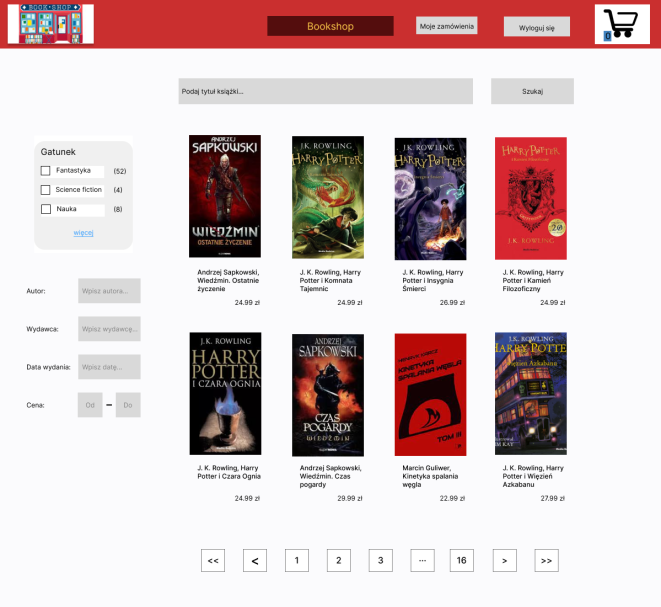 BOOK-SHOP
Bookshop
Moje zamówienia
Wyloguj się
0
Podaj tytuł książki...
Szukaj
Gatunek
Fantastyka (52)
Science fiction (4)
Nauka (8)
więcej
Autor: Wpisz autora...
Wydawca: Wpisz wydawcę...
Data wydania: Wpisz datę...
Cena: Od – Do
ANDRZEJ
SAPKOWSKI
WIEDŹMIN
OSTATNIE ŻYCZENIE
Andrzej Sapkowski,
Wiedźmin. Ostatnie
życzenie
24.99 zł
J.K. ROWLING
HARRY POTTER
J. K. Rowling, Harry
Potter i Komnata
Tajemnic
24.99 zł
J.K. ROWLING
HARRY POTTER
Insygnia
J. K. Rowling, Harry
Potter i Insygnia
Śmierci
26.99 zł
HARRY POTTER
J.K. ROWLING
J. K. Rowling, Harry
Potter i Kamień
Filozoficzny
24.99 zł
J.K. ROWLING
HARRY
POTTER
I CZARA OGNIA
J. K. Rowling, Harry
Potter i Czara Ognia
24.99 zł
ANDRZEJ
SAPKOWSKI
CZAS
POGARDY
WIEDŹMIN
Andrzej Sapkowski,
Wiedźmin. Czas
pogardy
29.99 zł
KINETYKA
SPALANIA WĘGLA
TOM III
Marcin Guliwer,
Kinetyka spalania
węgla
22.99 zł
J.K. ROWLING
HARRY POTTE
Więzień
Azkabanu
J. K. Rowling, Harry
Potter i Więzień
Azkabanu
27.99 zł
<< < 1 2 3 ... 16 > >>